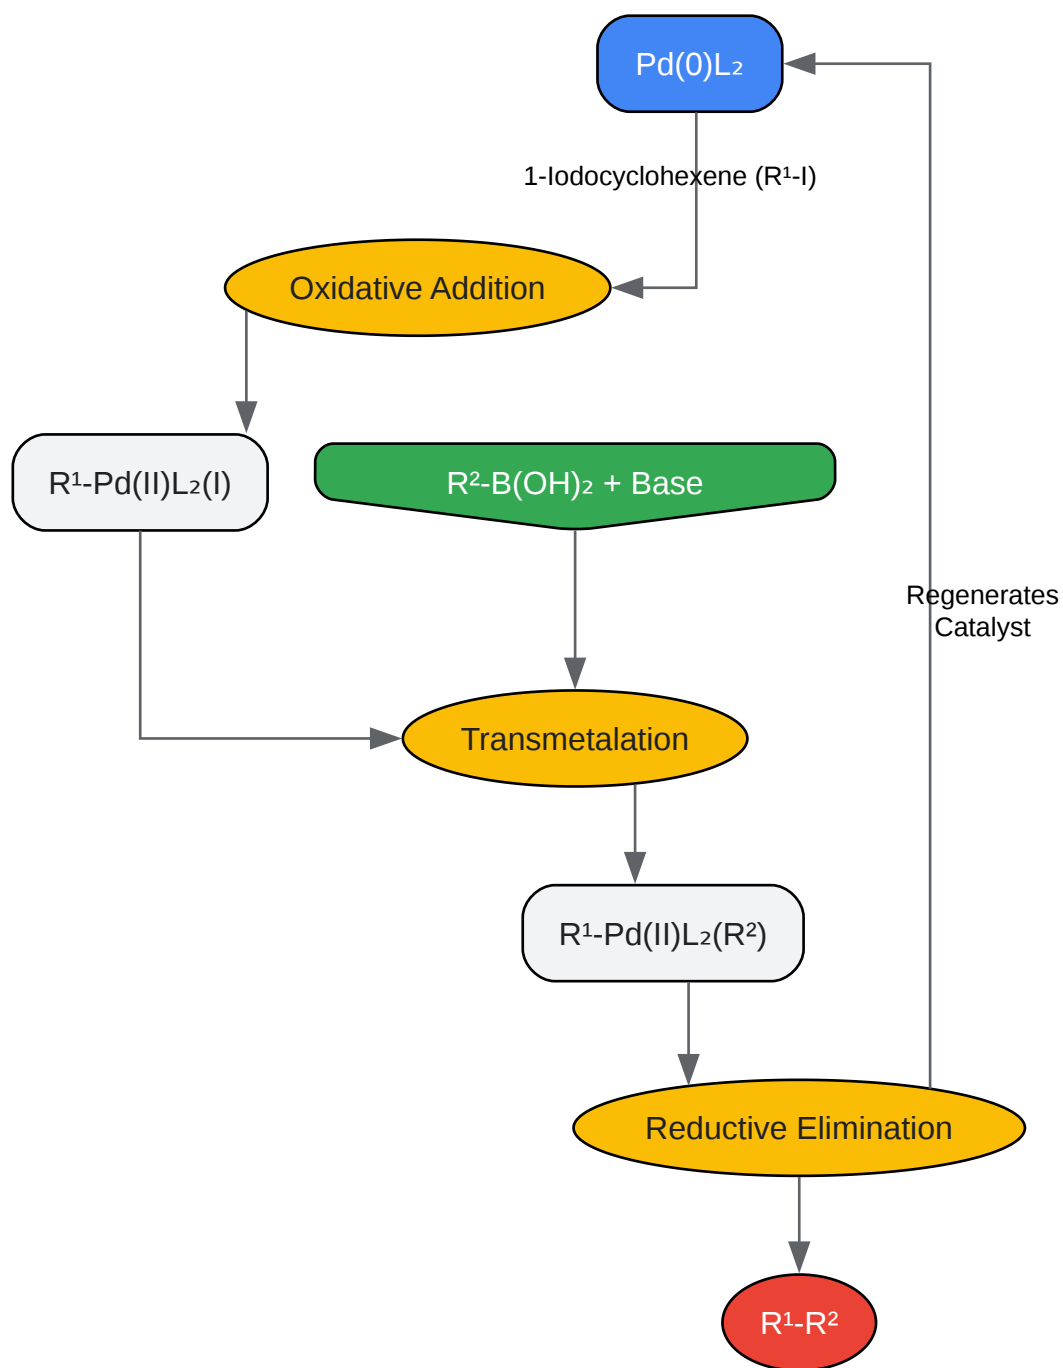 Pd(0)L₂
1-Iodocyclohexene (R¹-I)
Oxidative Addition
R¹-Pd(II)L₂(I)
R²-B(OH)₂ + Base
Regenerates
Catalyst
Transmetalation
R¹-Pd(II)L₂(R²)
Reductive Elimination
R¹-R²